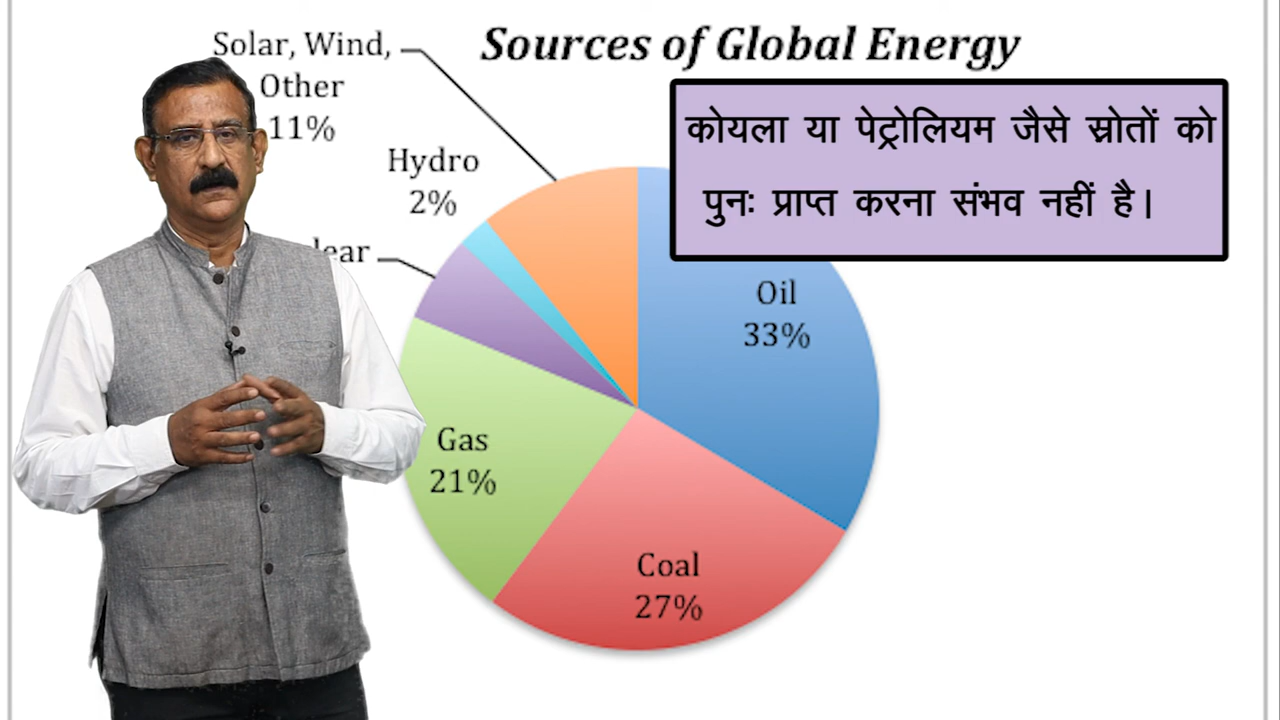 Sources of Global Energy
Solar, Wind,
Other
11%
Hydro
2%
कोयला या पेट्रोलियम जैसे स्रोतों को
पुनः प्राप्त करना संभव नहीं है।
Oil
33%
Gas
21%
Coal
27%